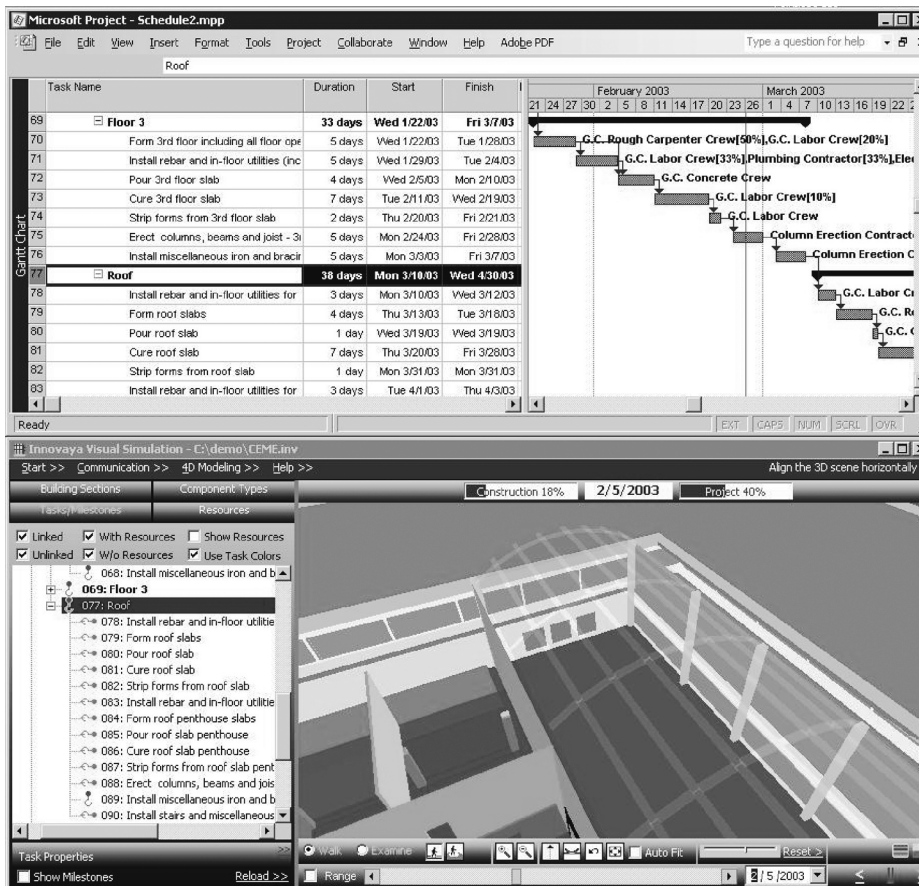 Microsoft Project - Schedule2.mpp
File Edit View Insert Format Tools Project Collaborate Window Help Adobe PDF Type a question for help
Roof
Task Name Duration Start Finish
February 2003 March 2003
21 24 27 30 2 5 8 11 14 17 20 23 26 1 4 7 10 13 16 19 22
69 Floor 3 33 days Wed 1/22/03 Fri 3/7/03
70 Form 3rd floor including all floor ope 5 days Wed 1/22/03 Tue 1/28/03 G.C. Rough Carpenter Crew[50%],G.C. Labor Crew[20%]
71 Install rebar and in-floor utilities (inc 5 days Wed 1/29/03 Tue 2/4/03 G.C. Labor Crew[33%],Plumbing Contractor[33%],Elec
72 Pour 3rd floor slab 4 days Wed 2/5/03 Mon 2/10/03 G.C. Concrete Crew
73 Cure 3rd floor slab 7 days Tue 2/11/03 Wed 2/19/03 G.C. Labor Crew[10%]
74 Strip forms from 3rd floor slab 2 days Thu 2/20/03 Fri 2/21/03 G.C. Labor Crew
75 Erect columns, beams and joist - 3 5 days Mon 2/24/03 Fri 2/28/03 Column Erection Contract
76 Install miscellaneous iron and bracin 5 days Mon 3/3/03 Fri 3/7/03 Column Erection C
77 Roof 38 days Mon 3/10/03 Wed 4/30/03
78 Install rebar and in-floor utilities for 3 days Mon 3/10/03 Wed 3/12/03 G.C. Labor Cr
79 Form roof slabs 4 days Thu 3/13/03 Tue 3/18/03 G.C. R
80 Pour roof slab 1 day Wed 3/19/03 Wed 3/19/03 G.C.
81 Cure roof slab 7 days Thu 3/20/03 Fri 3/28/03
82 Strip forms from roof slab 1 day Mon 3/31/03 Mon 3/31/03
83 Install rebar and in-floor utilities for 3 days Tue 4/1/03 Thu 4/3/03
Gantt Chart
Ready EXT CAPS NUM SCRL OVR
Innovaya Visual Simulation - C:\demo\CEME.inv
Start >> Communication >> 4D Modeling >> Help >> Align the 3D scene horizontally
Building Sections Component Types
Tasks/Milestones Resources
Construction 18% 2/5/2003 Project 40%
Linked With Resources Show Resources
Unlinked W/o Resources Use Task Colors
068: Install miscellaneous iron and b
069: Floor 3
077: Roof
078: Install rebar and in-floor utilitie
079: Form roof slabs
080: Pour roof slab
081: Cure roof slab
082: Strip forms from roof slab
083: Install rebar and in-floor utilitie
084: Form roof penthouse slabs
085: Pour roof slab penthouse
086: Cure roof slab penthouse
087: Strip forms from roof slab pent
088: Erect columns, beams and jois
089: Install miscellaneous iron and b
090: Install stairs and miscellaneous
Task Properties >>
Show Milestones Reload >>
Walk Examine Auto Fit Reset >
Range 2/5/2003